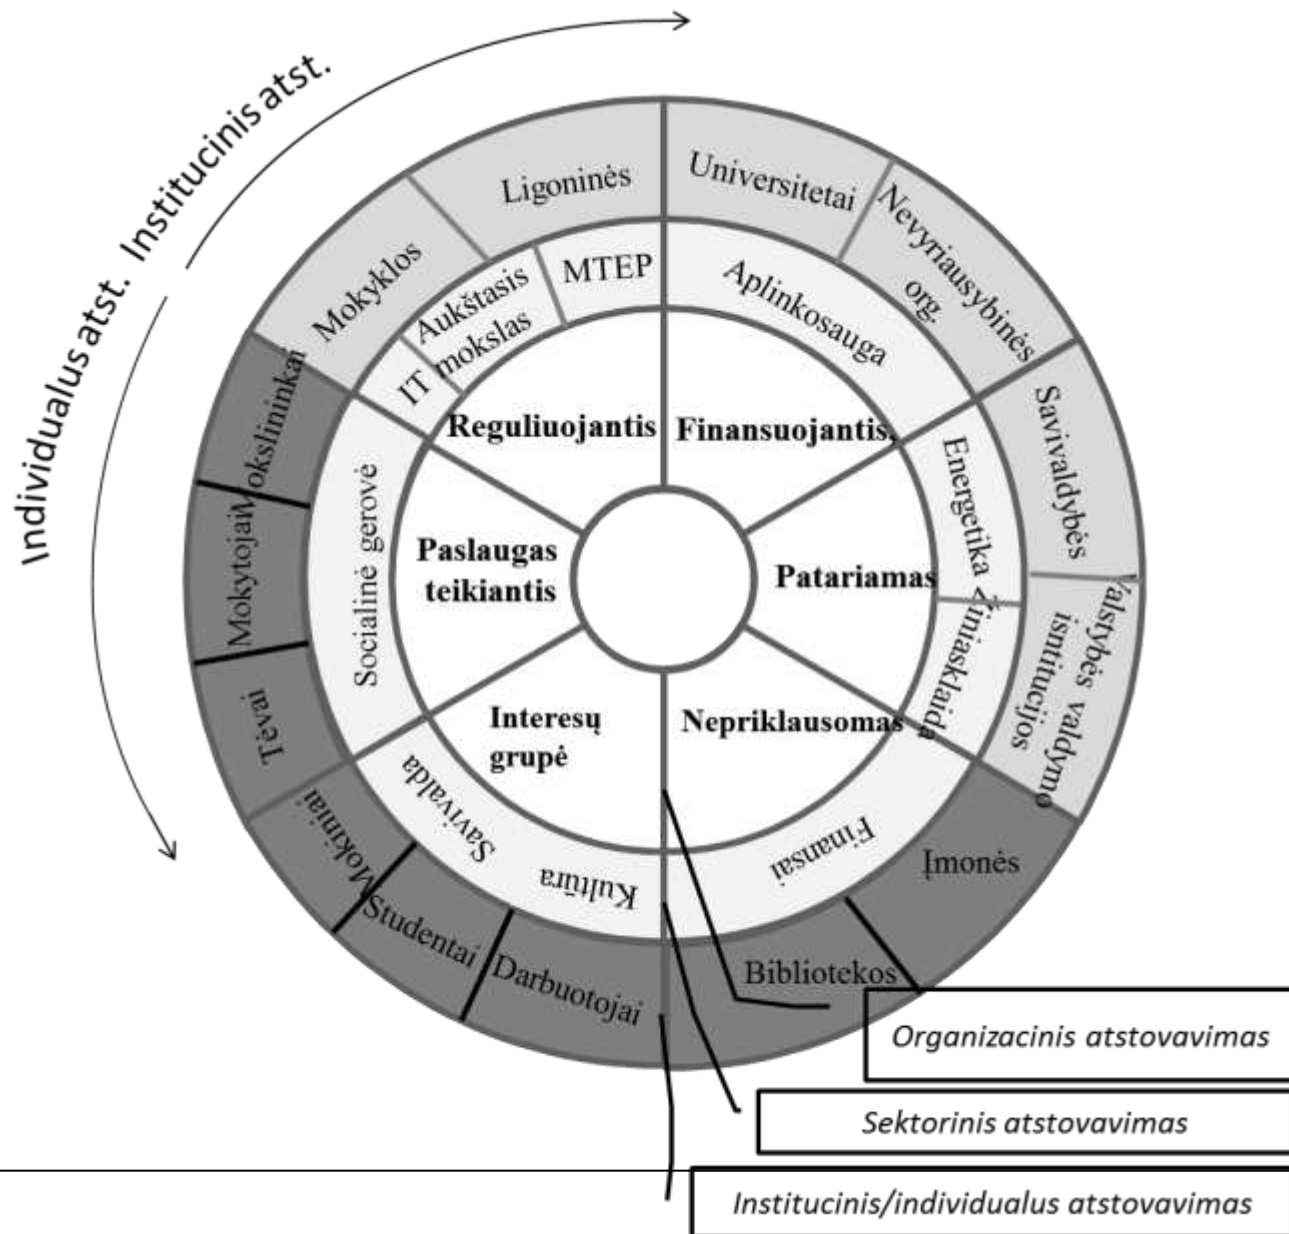 Individualus atst.
Institucinis atst.
Ligoninės
Universitetai
Nevyriausybinės
org.
Savivaldybės
Valstybės valdymo
isntitucijos
Įmonės
Bibliotekos
Darbuotojai
Studentai
Mokiniai
Tėvai
Mokytojai
Mokslininkai
Mokyklos
MTEP
Aplinkosauga
Energetika
Žiniasklaida
Finansai
Kultūra
Savivalda
Socialinė gerovė
IT
Aukštasis
mokslas
Reguliuojantis
Finansuojantis,
Patariamas
Nepriklausomas
Interesų
grupė
Paslaugas
teikiantis
Organizacinis atstovavimas
Sektorinis atstovavimas
Institucinis/individualus atstovavimas